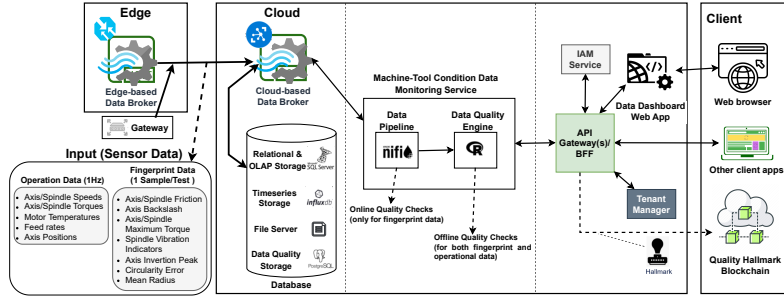 Edge
Edge-based
Data Broker
Gateway
Input (Sensor Data)
Operation Data (1Hz)
Axis/Spindle Speeds
Axis/Spindle Torques
Motor Temperatures
Feed rates
Axis Positions
Fingerprint Data
(1 Sample/Test )
Axis/Spindle Friction
Axis Backslash
Axis/Spindle
Maximum Torque
Spindle Vibration
Indicators
Axis Invertion Peak
Circularity Error
Mean Radius
Cloud
Cloud-based
Data Broker
Relational &
OLAP Storage
SQL Server
Timeseries
Storage
influxdb
File Server
Data Quality
Storage
PostgreSQL
Database
Machine-Tool Condition Data
Monitoring Service
Data
Pipeline
nifi
Data Quality
Engine
R
Online Quality Checks
(only for fingerprint data)
Offline Quality Checks
(for both fingerprint and
operational data)
IAM
Service
Data Dashboard
Web App
API
Gateway(s)/
BFF
Tenant
Manager
Hallmark
Client
Web browser
Other client apps
Quality Hallmark
Blockchain